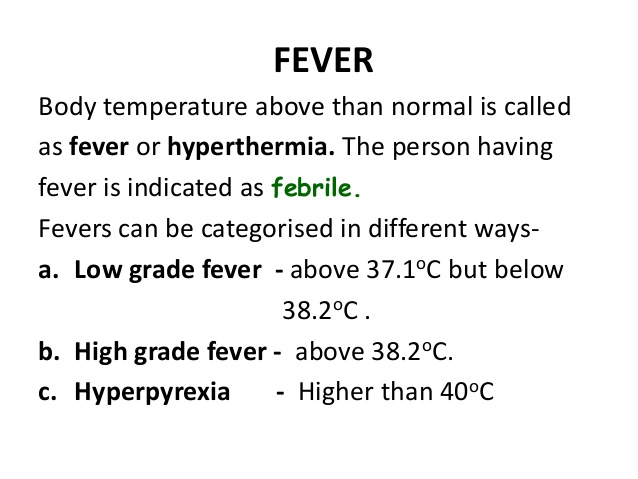 FEVER
Body temperature above than normal is called
as fever or hyperthermia. The person having
fever is indicated as febrile.
Fevers can be categorised in different ways-
a. Low grade fever - above 37.1oC but below
38.2oC .
b. High grade fever - above 38.2oC.
c. Hyperpyrexia - Higher than 40oC